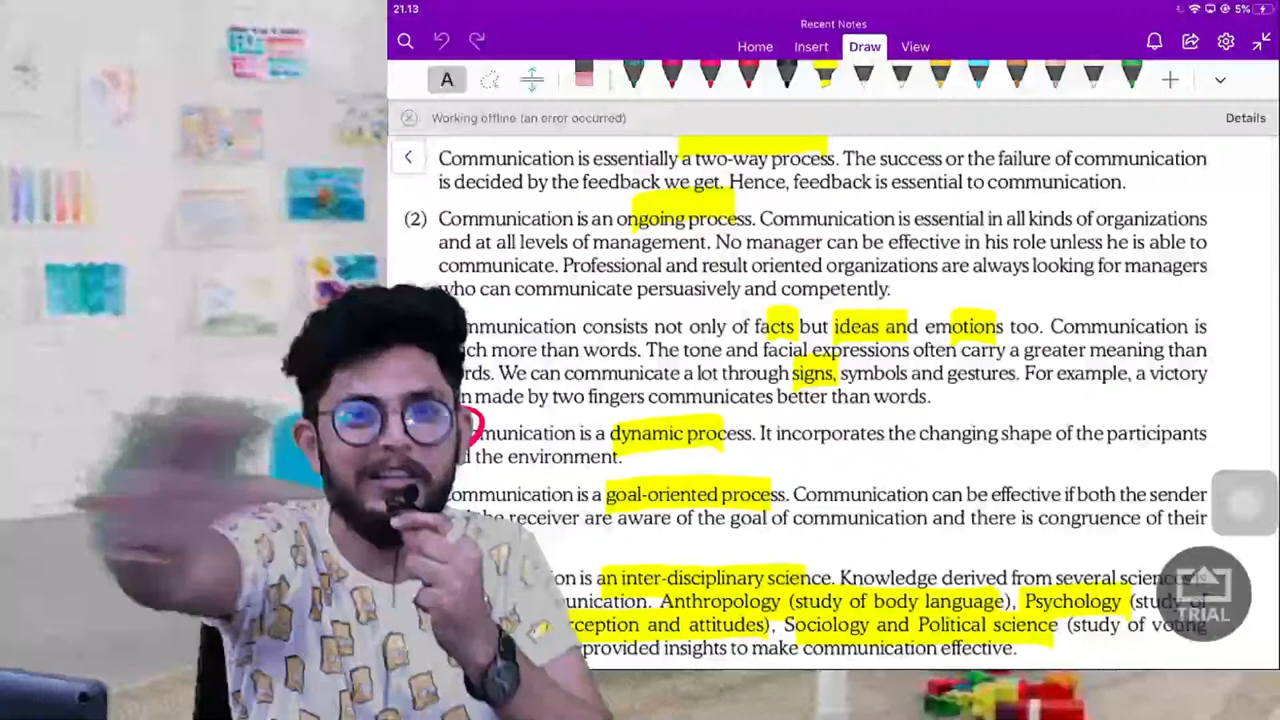 21.13
5%
Recent Notes
Home Insert Draw View
A
Working offline (an error occurred)
Details
Communication is essentially a two-way process. The success or the failure of communication
is decided by the feedback we get. Hence, feedback is essential to communication.
(2) Communication is an ongoing process. Communication is essential in all kinds of organizations
and at all levels of management. No manager can be effective in his role unless he is able to
communicate. Professional and result oriented organizations are always looking for managers
who can communicate persuasively and competently.
mmunication consists not only of facts but ideas and emotions too. Communication is
ch more than words. The tone and facial expressions often carry a greater meaning than
rds. We can communicate a lot through signs, symbols and gestures. For example, a victory
n made by two fingers communicates better than words.
munication is a dynamic process. It incorporates the changing shape of the participants
d the environment.
ommunication is a goal-oriented process. Communication can be effective if both the sender
the receiver are aware of the goal of communication and there is congruence of their
on is an inter-disciplinary science. Knowledge derived from several sciences
unication. Anthropology (study of body language), Psychology (study of
ception and attitudes), Sociology and Political science (study of voting
provided insights to make communication effective.
TRIAL